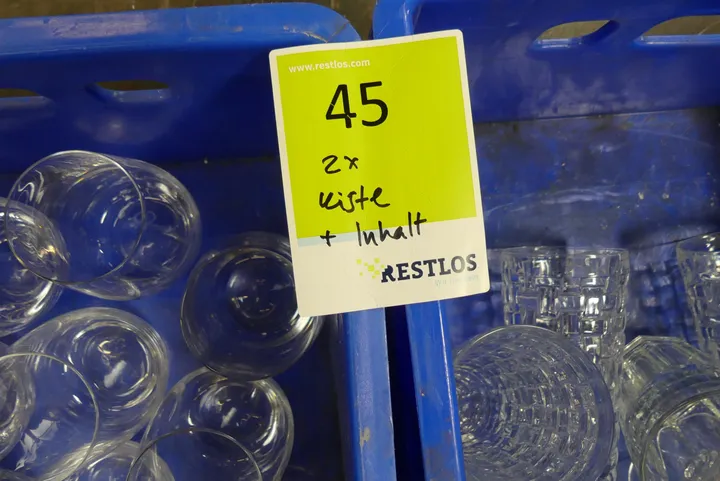 www.restlos.com
45
2x
Kiste
+ Inhalt
RESTLOS